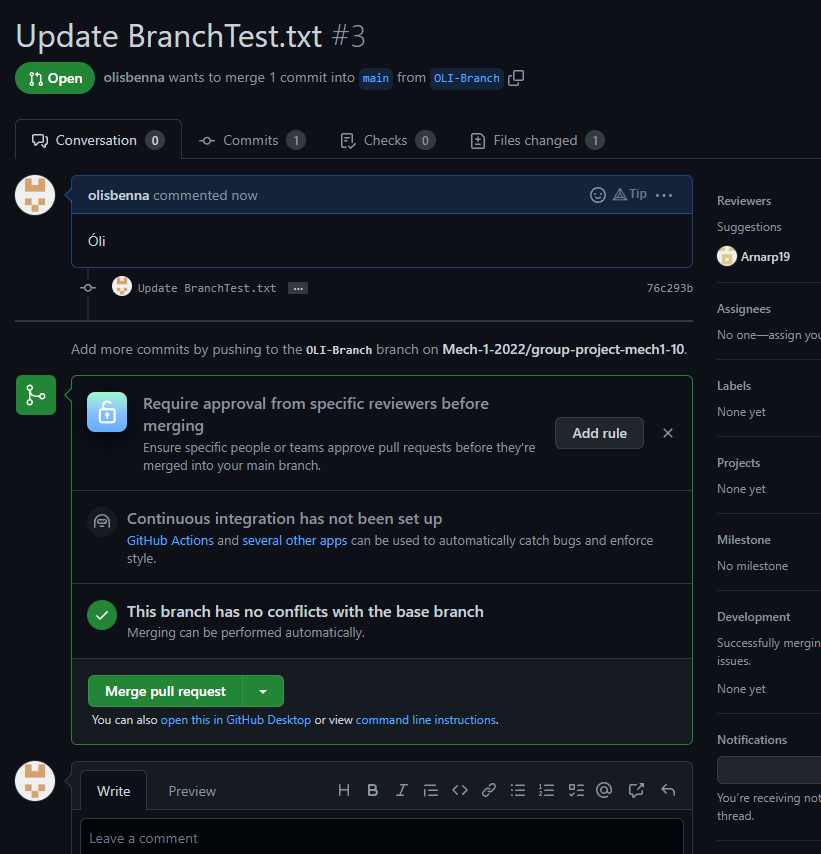 Update BranchTest.txt #3
Open olisbenna wants to merge 1 commit into main from OLI-Branch
Conversation 0 Commits 1 Checks 0 Files changed 1
olisbenna commented now Tip ...
Óli
Update BranchTest.txt ... 76c293b
Add more commits by pushing to the OLI-Branch branch on Mech-1-2022/group-project-mech1-10.
Require approval from specific reviewers before
merging
Ensure specific people or teams approve pull requests before they're
merged into your main branch.
Add rule
Continuous integration has not been set up
GitHub Actions and several other apps can be used to automatically catch bugs and enforce
style.
This branch has no conflicts with the base branch
Merging can be performed automatically.
Merge pull request
You can also open this in GitHub Desktop or view command line instructions.
Write Preview
Leave a comment
Reviewers
Suggestions
Arnarp19
Assignees
No one—assign you
Labels
None yet
Projects
None yet
Milestone
No milestone
Development
Successfully mergin
issues.
None yet
Notifications
You're receiving not
thread.